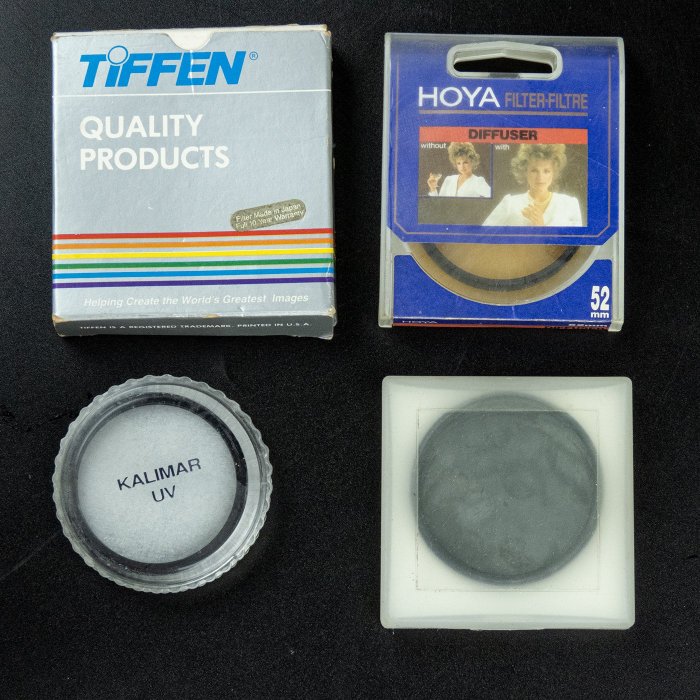 TiFFEN®
QUALITY
PRODUCTS
Filter Made in Japan
Full 10 Year Warranty
Helping Create the World's Greatest Images
TIFFEN IS A REGISTERED TRADEMARK. PRINTED IN U.S.A.
HOYA FILTER-FILTRE
DIFFUSER
without
with
52
mm
HOYA
KALIMAR
UV